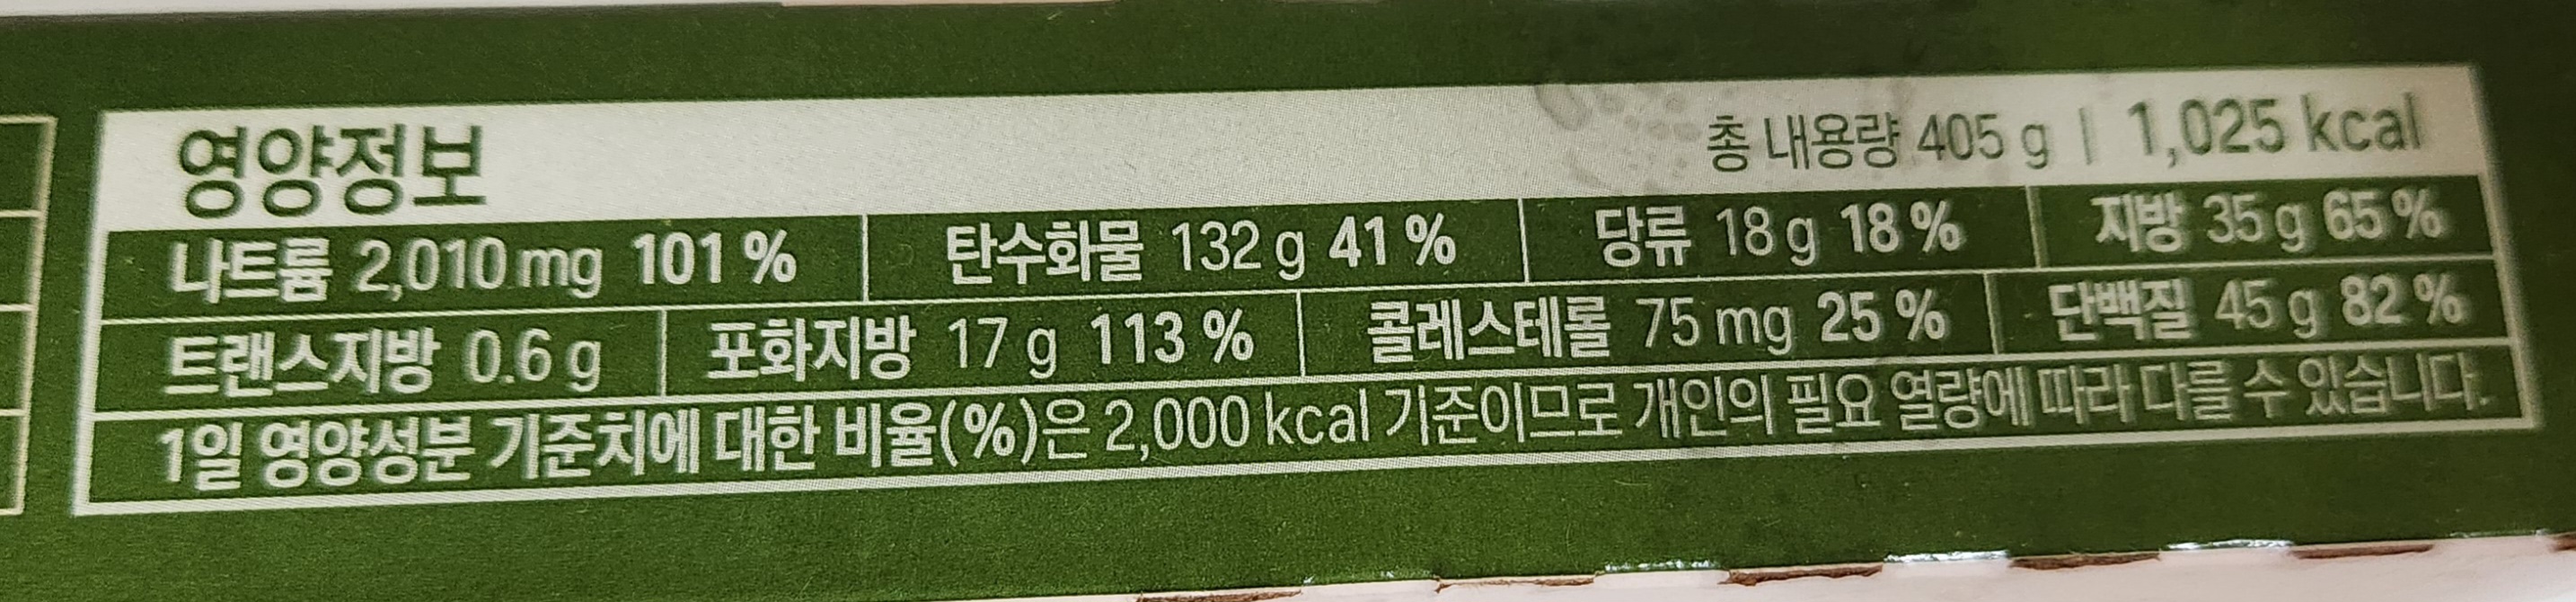 영양정보
총 내용량 405 g | 1,025 kcal
나트륨 2,010 mg 101 % 탄수화물 132 g 41 % 당류 18 g 18 % 지방 35 g 65 %
트랜스지방 0.6 g 포화지방 17 g 113 % 콜레스테롤 75 mg 25 % 단백질 45 g 82 %
1일 영양성분 기준치에 대한 비율(%)은 2,000 kcal 기준이므로 개인의 필요 열량에 따라 다를 수 있습니다.